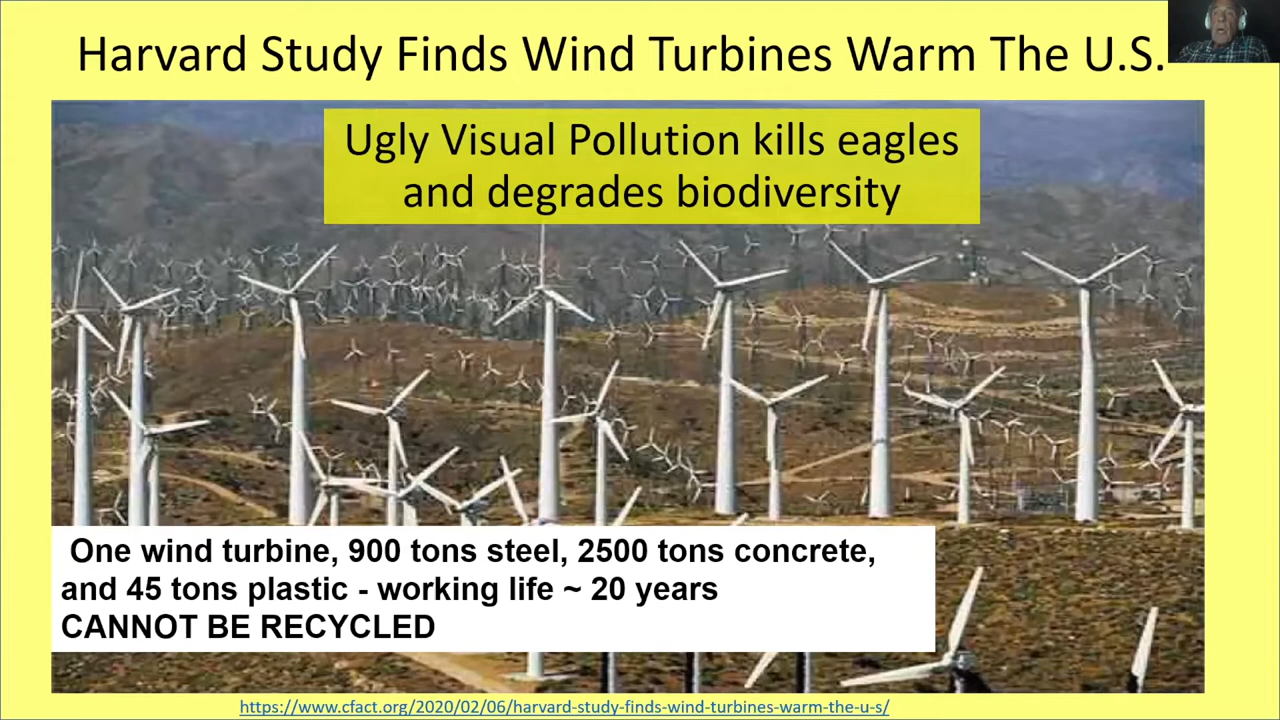 Harvard Study Finds Wind Turbines Warm The U.S.
Ugly Visual Pollution kills eagles
and degrades biodiversity
One wind turbine, 900 tons steel, 2500 tons concrete,
and 45 tons plastic - working life ~ 20 years
CANNOT BE RECYCLED
https://www.cfact.org/2020/02/06/harvard-study-finds-wind-turbines-warm-the-u-s/